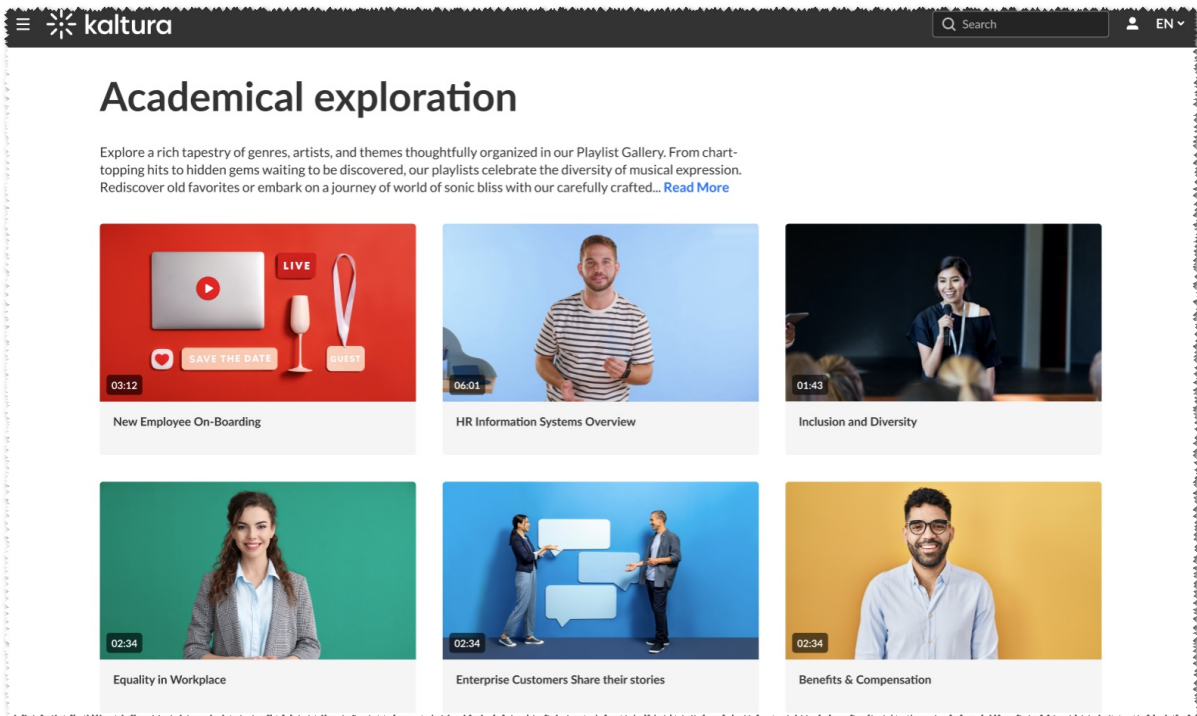 kaltura
Search
EN
Academical exploration
Explore a rich tapestry of genres, artists, and themes thoughtfully organized in our Playlist Gallery. From chart-
topping hits to hidden gems waiting to be discovered, our playlists celebrate the diversity of musical expression.
Rediscover old favorites or embark on a journey of world of sonic bliss with our carefully crafted... Read More
LIVE
SAVE THE DATE
GUEST
03:12
06:01
01:43
New Employee On-Boarding
HR Information Systems Overview
Inclusion and Diversity
02:34
02:34
02:34
Equality in Workplace
Enterprise Customers Share their stories
Benefits & Compensation